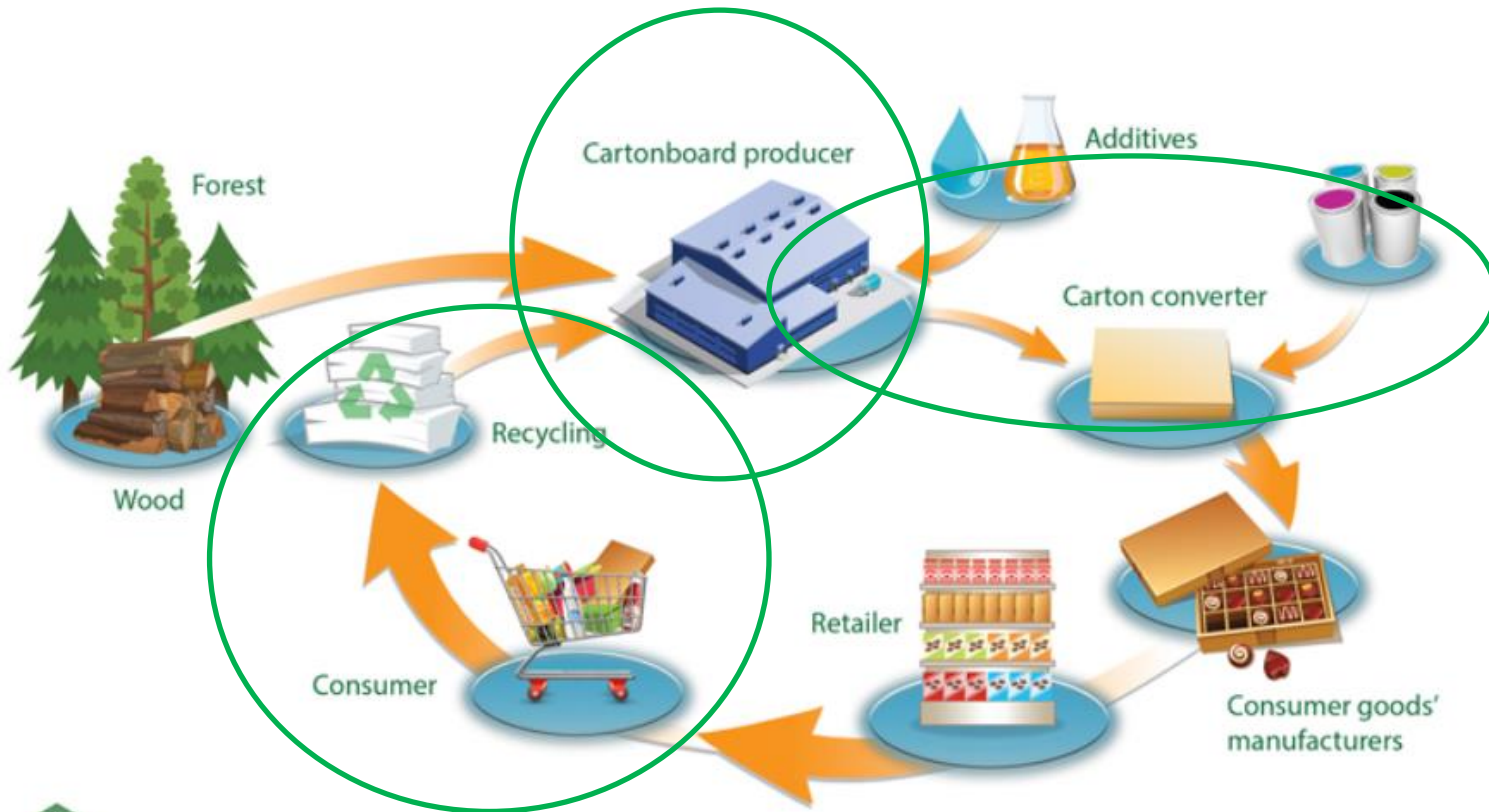 Forest
Wood
Recycling
Cartonboard producer
Additives
Carton converter
Consumer goods'
manufacturers
Retailer
Consumer